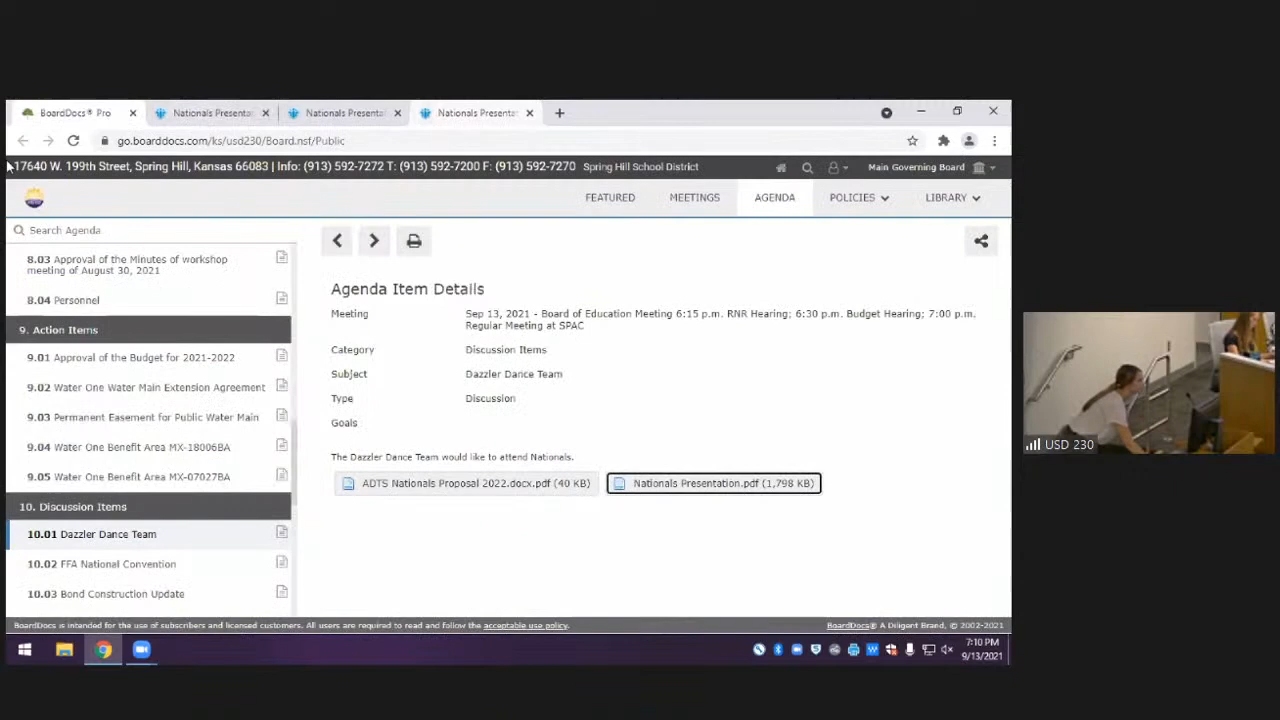 BoardDocs® Pro
Nationals Presenta
Nationals Presenta
Nationals Presenta
go.boarddocs.com/ks/usd230/Board.nsf/Public
17640 W. 199th Street, Spring Hill, Kansas 66083 | Info: (913) 592-7272 T: (913) 592-7200 F: (913) 592-7270 Spring Hill School District
Main Governing Board
FEATURED MEETINGS AGENDA POLICIES LIBRARY
Search Agenda
8.03 Approval of the Minutes of workshop
meeting of August 30, 2021
8.04 Personnel
9. Action Items
9.01 Approval of the Budget for 2021-2022
9.02 Water One Water Main Extension Agreement
9.03 Permanent Easement for Public Water Main
9.04 Water One Benefit Area MX-18006BA
9.05 Water One Benefit Area MX-07027BA
10. Discussion Items
10.01 Dazzler Dance Team
10.02 FFA National Convention
10.03 Bond Construction Update
Agenda Item Details
Meeting Sep 13, 2021 - Board of Education Meeting 6:15 p.m. RNR Hearing; 6:30 p.m. Budget Hearing; 7:00 p.m.
Regular Meeting at SPAC
Category Discussion Items
Subject Dazzler Dance Team
Type Discussion
Goals
The Dazzler Dance Team would like to attend Nationals.
ADTS Nationals Proposal 2022.docx.pdf (40 KB) Nationals Presentation.pdf (1,798 KB)
USD 230
BoardDocs is intended for the use of subscribers and licensed customers. All users are required to read and follow the acceptable use policy. BoardDocs® A Diligent Brand, © 2002-2021
7:10 PM
9/13/2021